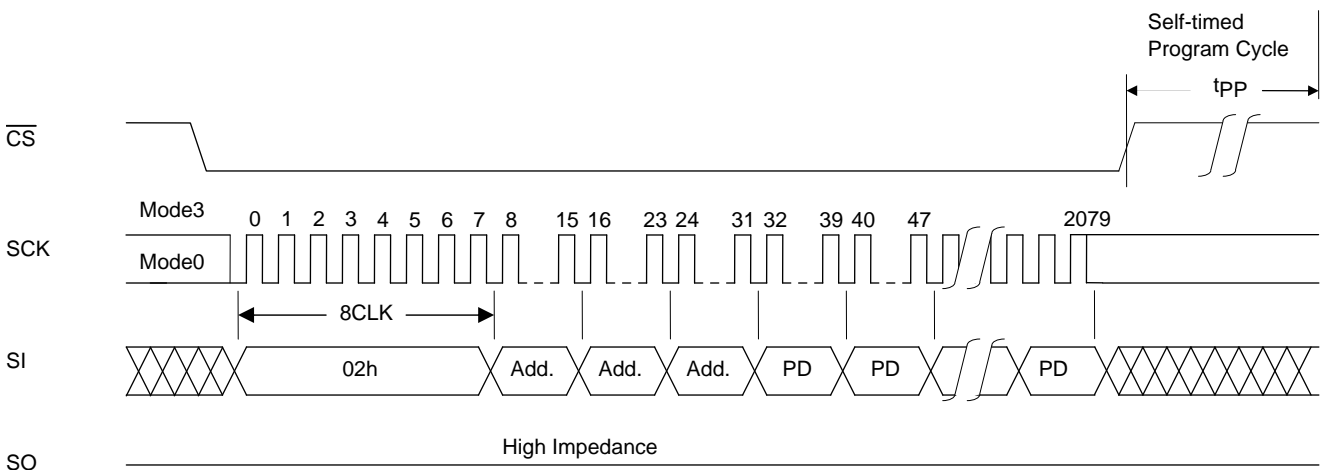 Self-timed
Program Cycle
tPP
CS
Mode3
0 1 2 3 4 5 6 7 8 15 16 23 24 31 32 39 40 47 2079
SCK
Mode0
8CLK
SI
02h Add. Add. Add. PD PD PD
High Impedance
SO